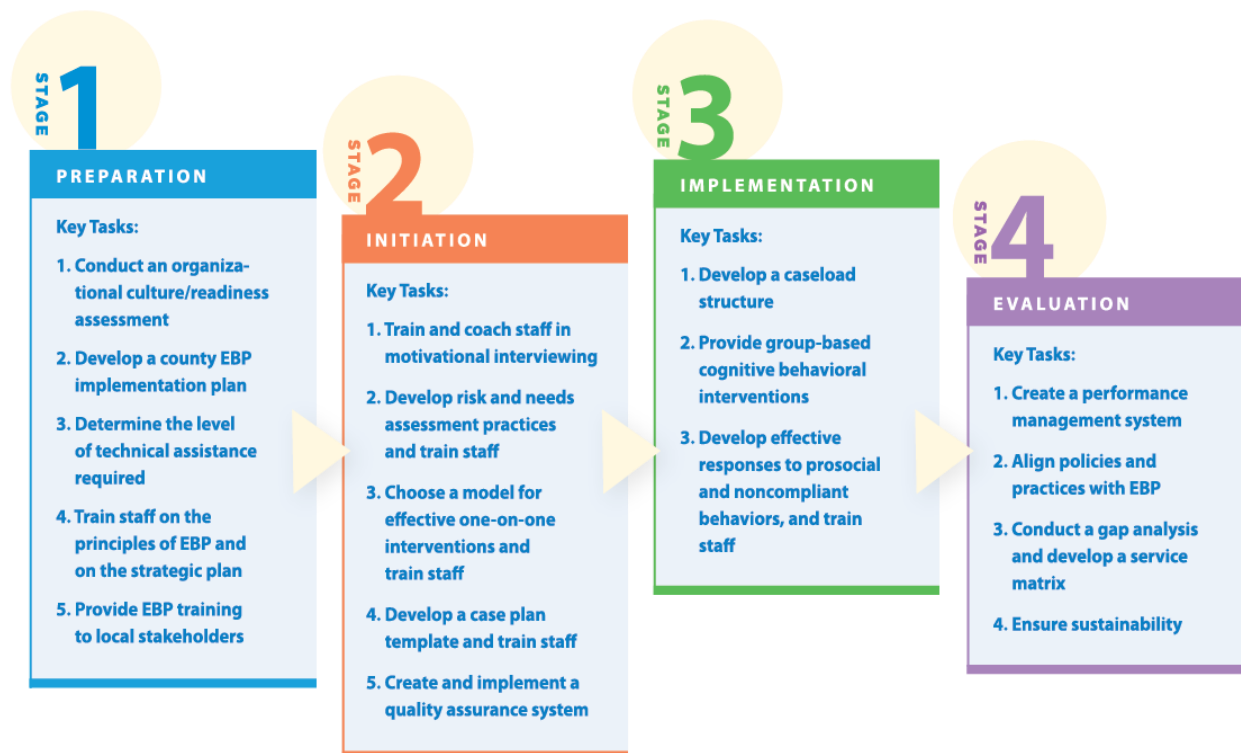 STAGE 1
PREPARATION
Key Tasks:
1. Conduct an organiza-
tional culture/readiness
assessment
2. Develop a county EBP
implementation plan
3. Determine the level
of technical assistance
required
4. Train staff on the
principles of EBP and
on the strategic plan
5. Provide EBP training
to local stakeholders
STAGE 2
INITIATION
Key Tasks:
1. Train and coach staff in
motivational interviewing
2. Develop risk and needs
assessment practices
and train staff
3. Choose a model for
effective one-on-one
interventions and
train staff
4. Develop a case plan
template and train staff
5. Create and implement a
quality assurance system
STAGE 3
IMPLEMENTATION
Key Tasks:
1. Develop a caseload
structure
2. Provide group-based
cognitive behavioral
interventions
3. Develop effective
responses to prosocial
and noncompliant
behaviors, and train
staff
STAGE 4
EVALUATION
Key Tasks:
1. Create a performance
management system
2. Align policies and
practices with EBP
3. Conduct a gap analysis
and develop a service
matrix
4. Ensure sustainability